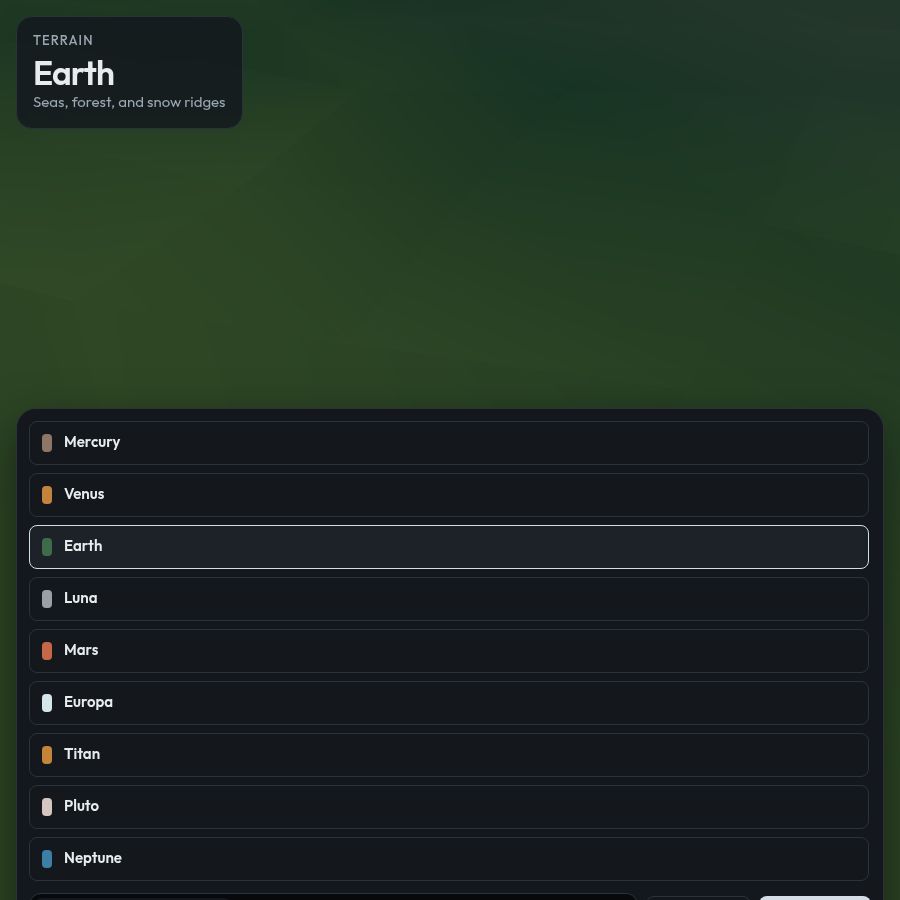 TERRAIN
Earth
Seas, forest, and snow ridges
Mercury
Venus
Earth
Luna
Mars
Europa
Titan
Pluto
Neptune